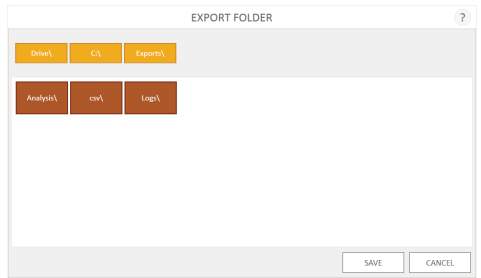 EXPORT FOLDER ?
Drive\ C:\ Exports\
Analysis\ csv\ Logs\
SAVE CANCEL